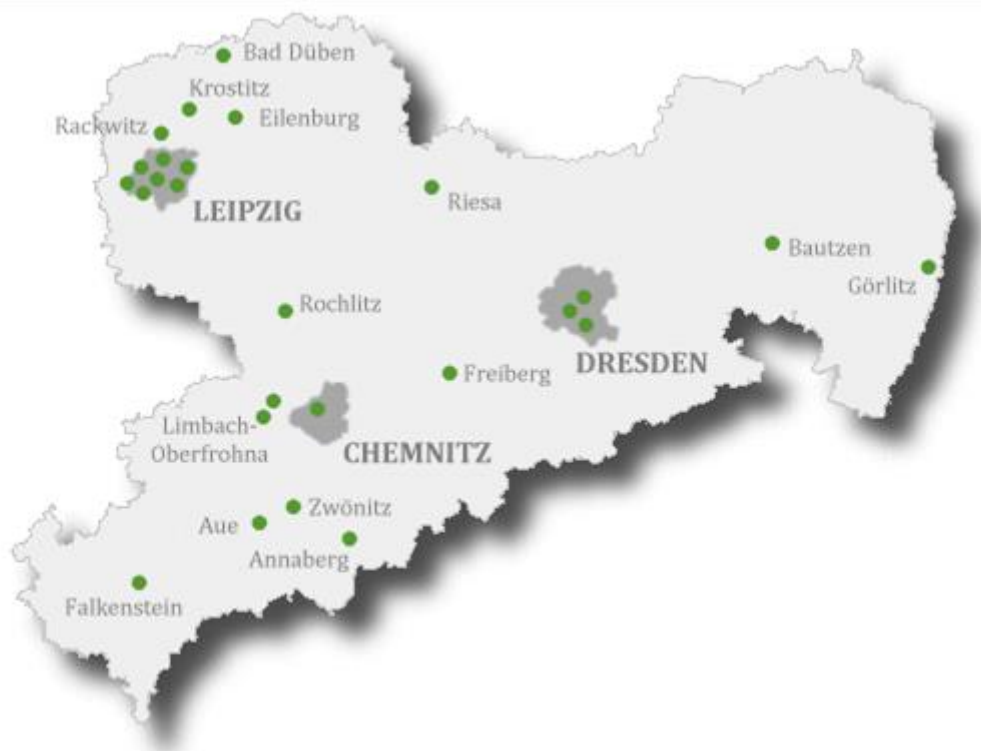 Bad Düben
Krostitz
Eilenburg
Rackwitz
Riesa
LEIPZIG
Bautzen
Görlitz
Rochlitz
DRESDEN
Freiberg
Limbach-
Oberfrohna
CHEMNITZ
Zwönitz
Aue
Annaberg
Falkenstein